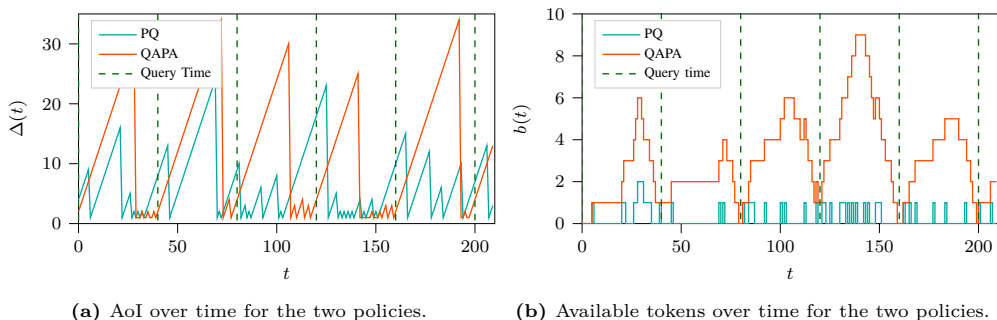 30
20
10
0
0
50
100
150
200
Δ(t)
t
PQ
QAPA
Query Time
(a) AoI over time for the two policies.
10
8
6
4
2
0
0
50
100
150
200
b(t)
t
PQ
QAPA
Query time
(b) Available tokens over time for the two policies.